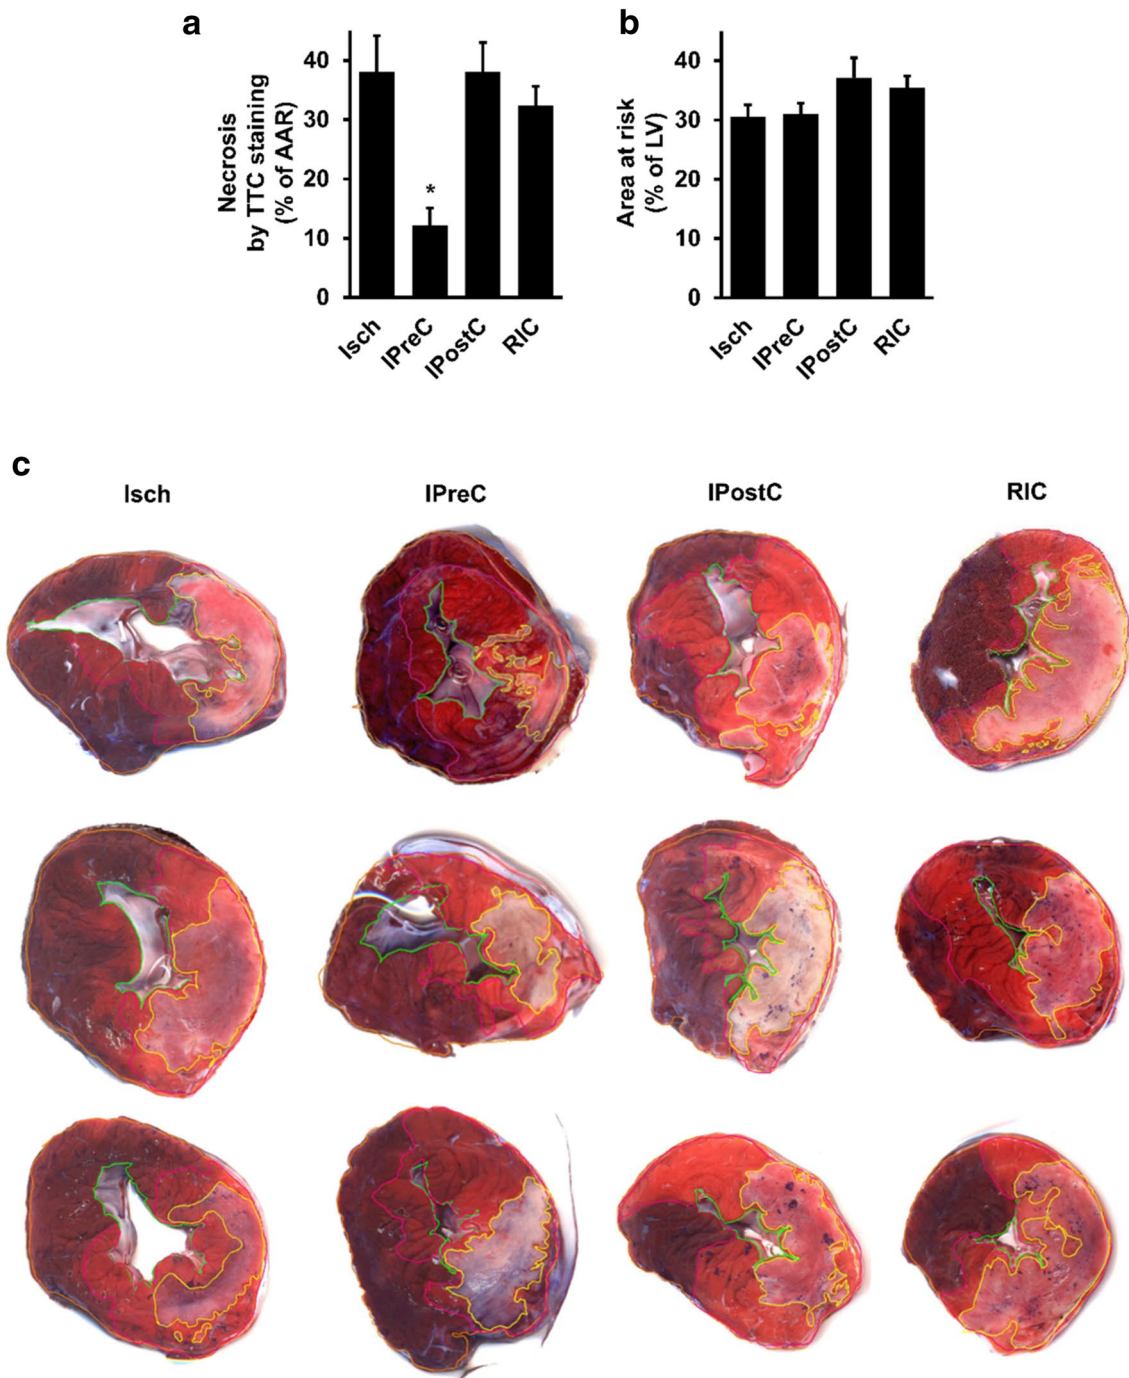 a
Necrosis
by TTC staining
(% of AAR)
40
30
20
10
0
*
Isch
IPreC
IPostC
RIC
b
Area at risk
(% of LV)
40
30
20
10
0
Isch
IPreC
IPostC
RIC
c
Isch IPreC IPostC RIC